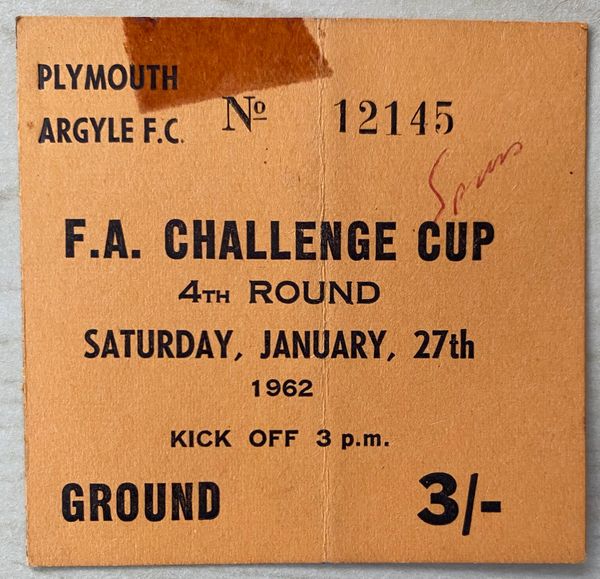 PLYMOUTH
ARGYLE F.C.
Nº 12145
Spurs
F.A. CHALLENGE CUP
4TH ROUND
SATURDAY, JANUARY, 27th
1962
KICK OFF 3 p.m.
GROUND 3/-